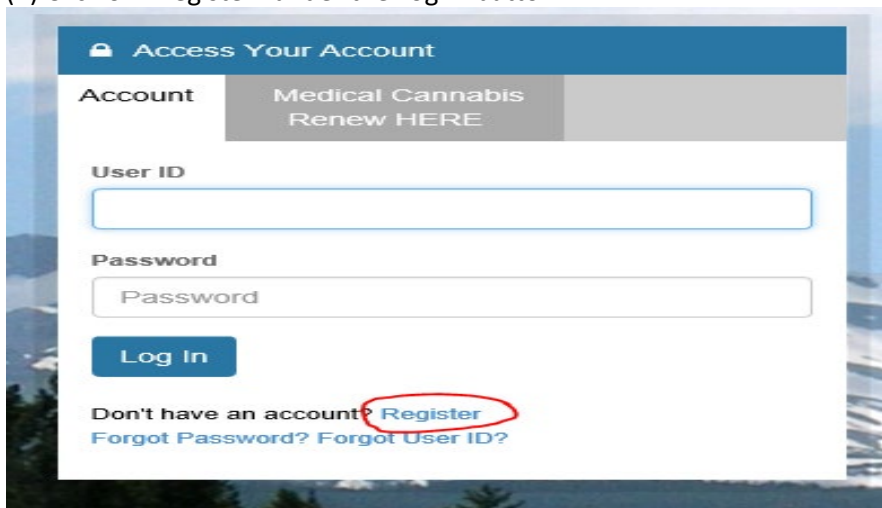 Access Your Account
Account
Medical Cannabis
Renew HERE
User ID
Password
Password
Log In
Don't have an account? Register
Forgot Password? Forgot User ID?